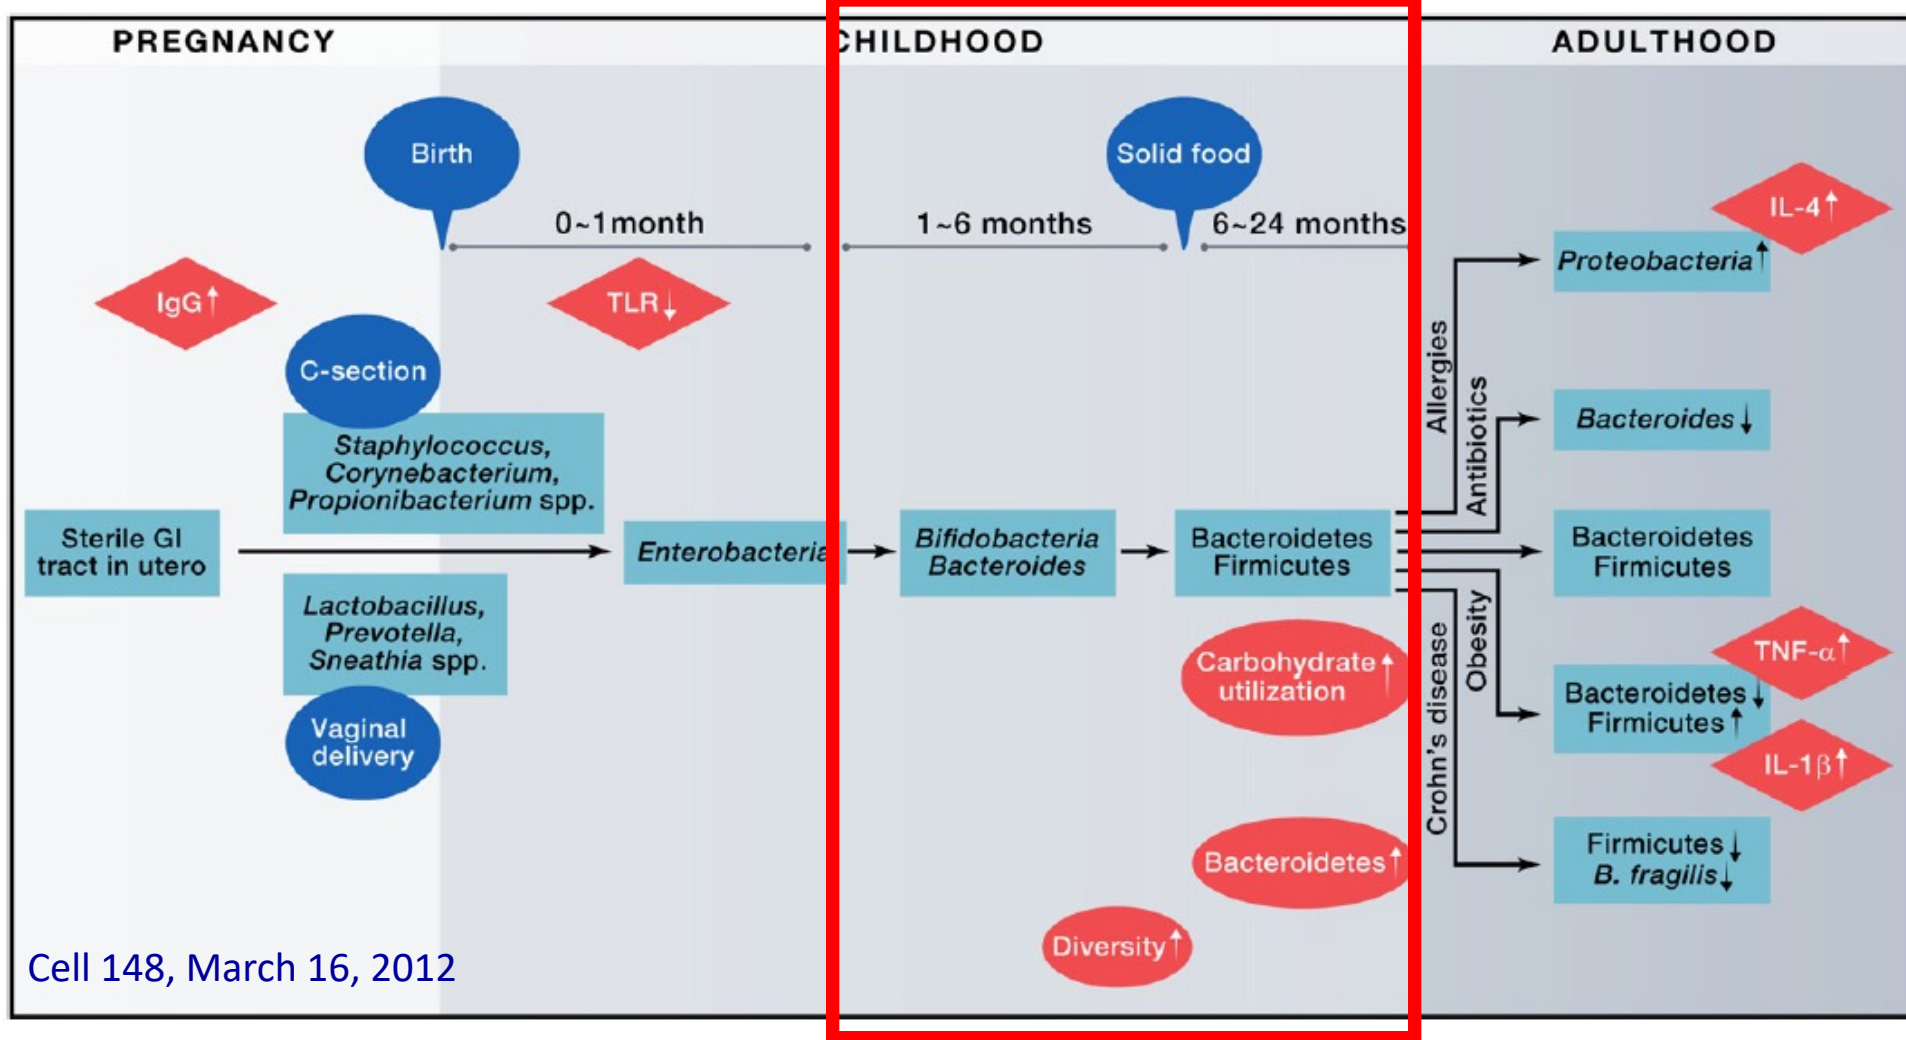 PREGNANCY
CHILDHOOD
ADULTHOOD
Birth
Solid food
0~1month
1~6 months
6~24 months
IgG↑
TLR↓
IL-4↑
Proteobacteria↑
C-section
Staphylococcus,
Corynebacterium,
Propionibacterium spp.
Allergies
Antibiotics
Bacteroides↓
Sterile GI
tract in utero
Enterobacteria
Bifidobacteria
Bacteroides
Bacteroidetes
Firmicutes
Bacteroidetes
Firmicutes
Lactobacillus,
Prevotella,
Sneathia spp.
Vaginal
delivery
Carbohydrate↑
utilization
Crohn's disease
Obesity
TNF-α↑
Bacteroidetes↓
Firmicutes↑
IL-1β↑
Bacteroidetes↑
Firmicutes↓
B. fragilis↓
Diversity↑
Cell 148, March 16, 2012